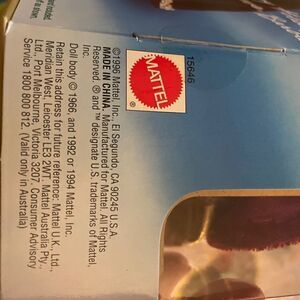 15646
MATTEL
®
©1996 Mattel, Inc., El Segundo, CA 90245 U.S.A.
MADE IN CHINA. Manufactured for Mattel. All Rights
Reserved. ® and ™ designate U.S. trademarks of Mattel,
Inc.
Doll body: © 1966, and 1992 or 1994 Mattel, Inc.
Retain this address for future reference: Mattel U.K. Ltd.,
Meridian West, Leicester LE3 2WT. Mattel Australia Pty.,
Ltd., Port Melbourne, Victoria 3207. Consumer Advisory
Service 1800 800 812. (Valid only in Australia)